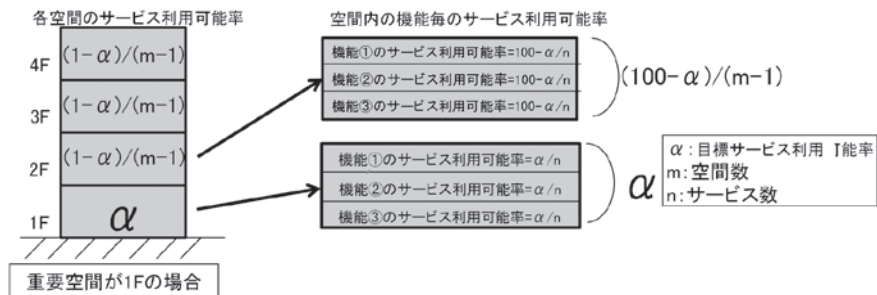 各空間のサービス利用可能率
4F (1-α)/(m-1)
3F (1-α)/(m-1)
2F (1-α)/(m-1)
1F α
重要空間が1Fの場合
空間内の機能毎のサービス利用可能率
機能①のサービス利用可能率=100-α/n
機能②のサービス利用可能率=100-α/n
機能③のサービス利用可能率=100-α/n
(100-α)/(m-1)
機能①のサービス利用可能率=α/n
機能②のサービス利用可能率=α/n
機能③のサービス利用可能率=α/n
α
α:目標サービス利用 能率
m:空間数
n:サービス数